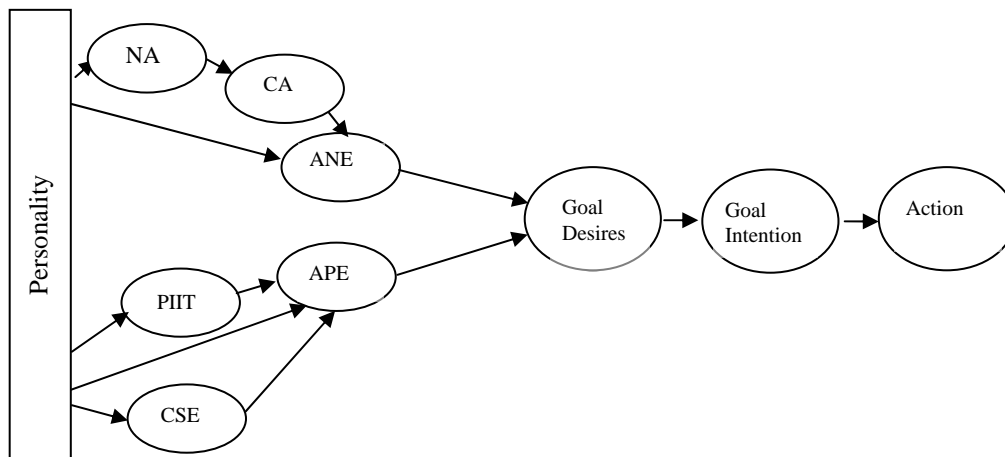 Personality
NA
CA
ANE
Goal
Desires
Goal
Intention
Action
APE
PIIT
CSE